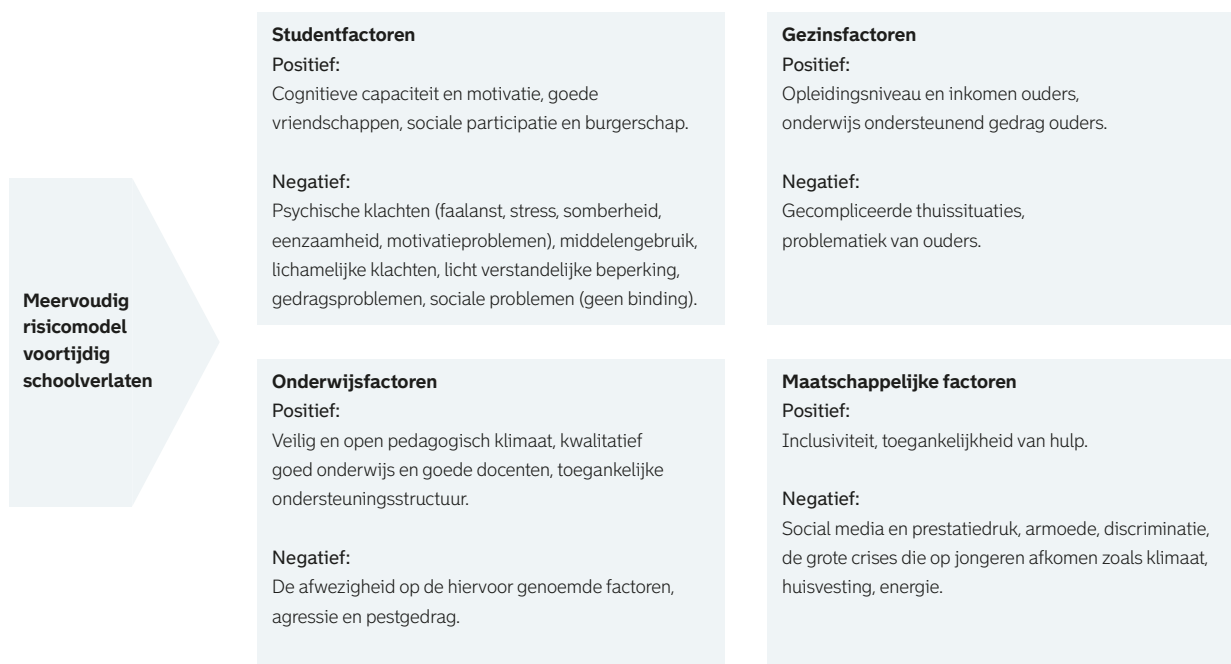 Meervoudig
risicomodel
voortijdig
schoolverlaten
Studentfactoren
Positief:
Cognitieve capaciteit en motivatie, goede
vriendschappen, sociale participatie en burgerschap.
Negatief:
Psychische klachten (faalanst, stress, somberheid,
eenzaamheid, motivatieproblemen), middelengebruik,
lichamelijke klachten, licht verstandelijke beperking,
gedragsproblemen, sociale problemen (geen binding).
Gezinsfactoren
Positief:
Opleidingsniveau en inkomen ouders,
onderwijs ondersteunend gedrag ouders.
Negatief:
Gecompliceerde thuissituaties,
problematiek van ouders.
Onderwijsfactoren
Positief:
Veilig en open pedagogisch klimaat, kwalitatief
goed onderwijs en goede docenten, toegankelijke
ondersteuningsstructuur.
Negatief:
De afwezigheid op de hiervoor genoemde factoren,
agressie en pestgedrag.
Maatschappelijke factoren
Positief:
Inclusiviteit, toegankelijkheid van hulp.
Negatief:
Social media en prestatiedruk, armoede, discriminatie,
de grote crises die op jongeren afkomen zoals klimaat,
huisvesting, energie.